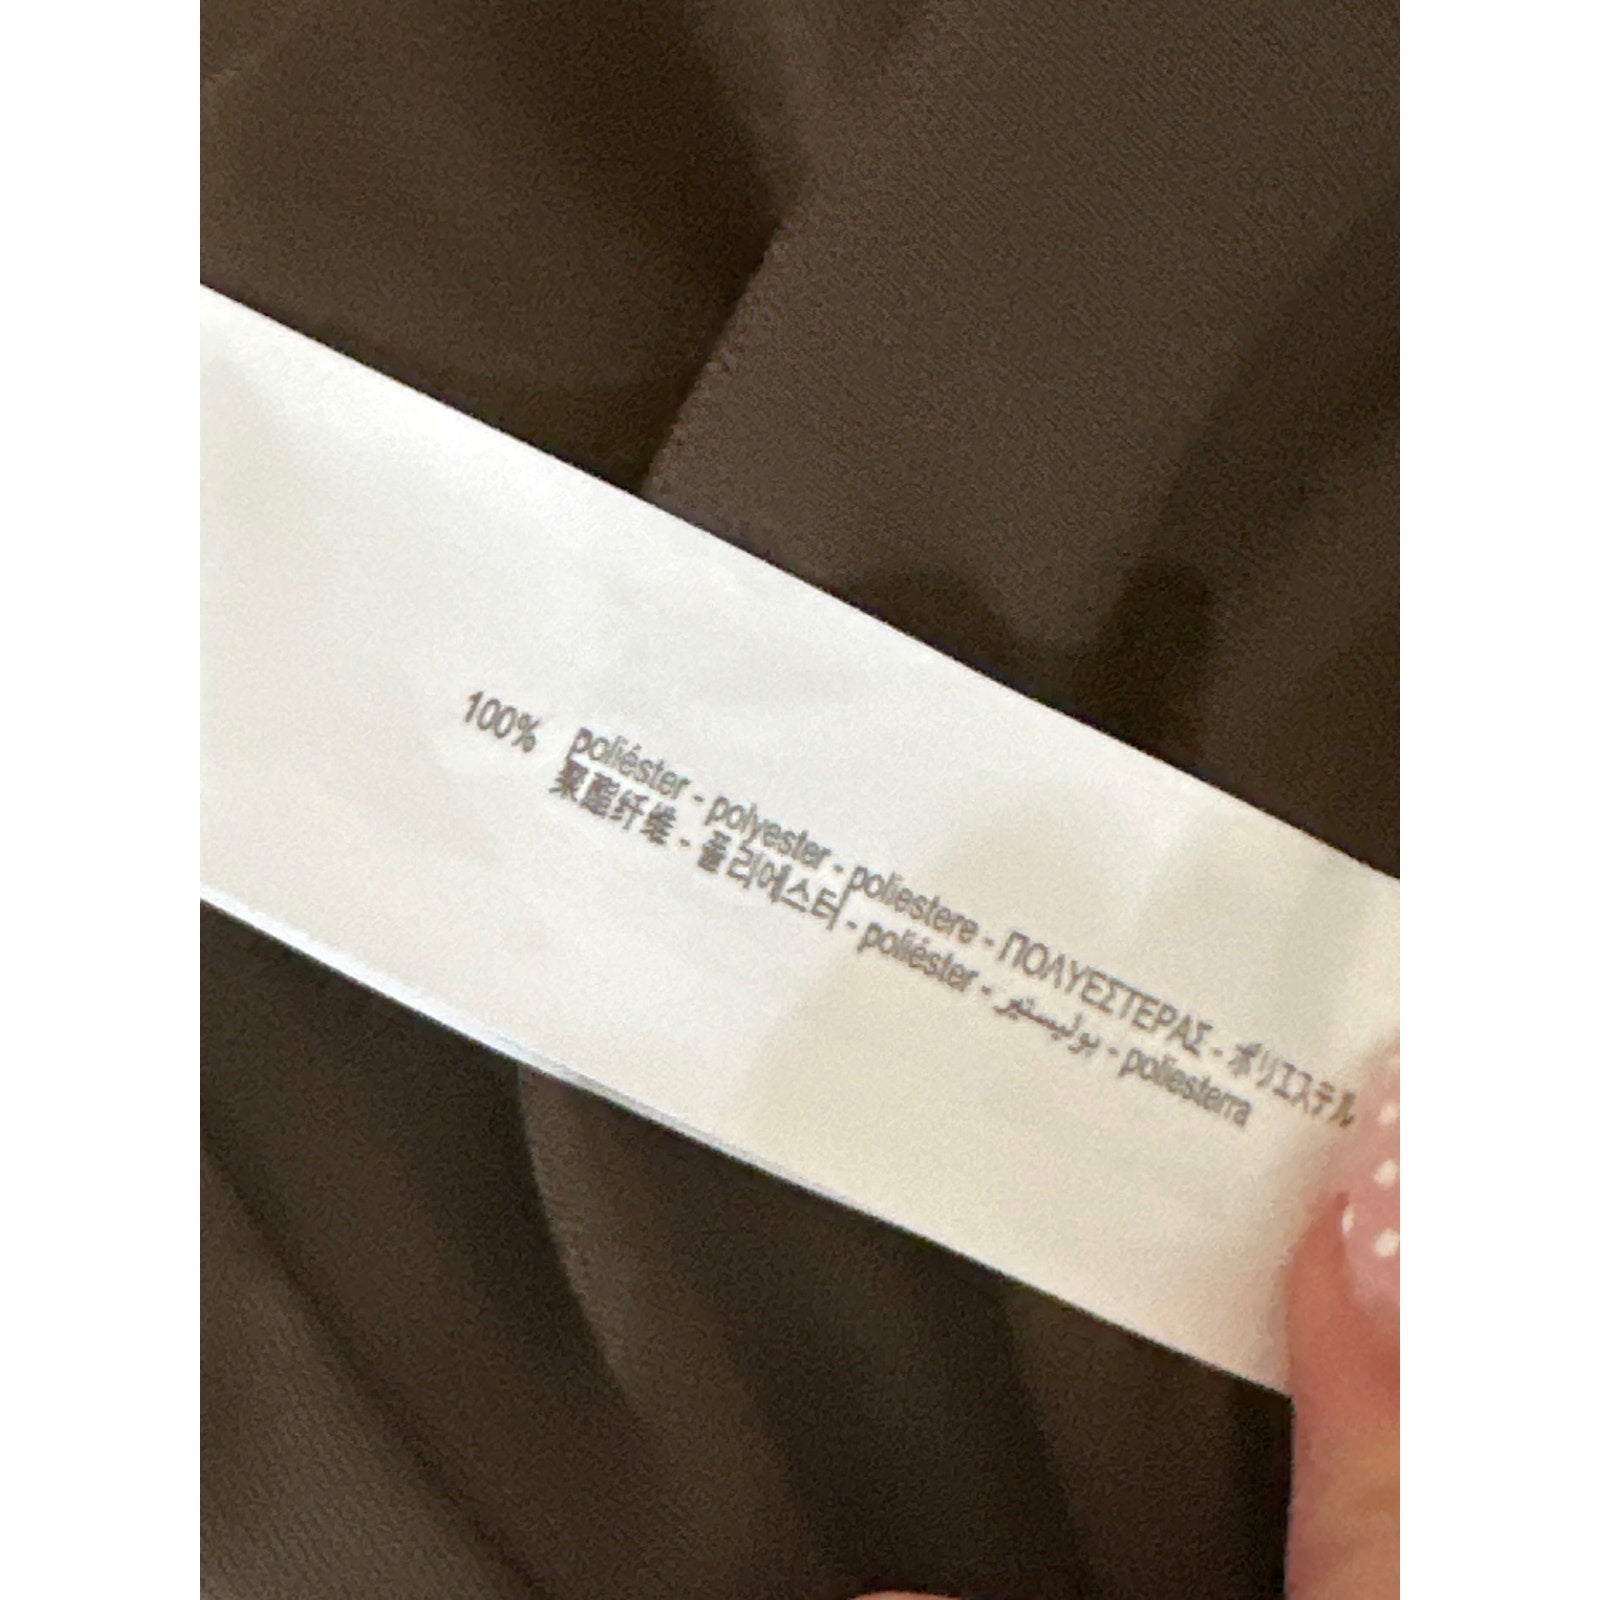 100% poliéster - polyester - poliestere - ΠΟΛΥΕΣΤΕΡΑΣ - ポリエステル
聚酯纤维 - 폴리에스터 - poliéster - بوليستير - poliesterra